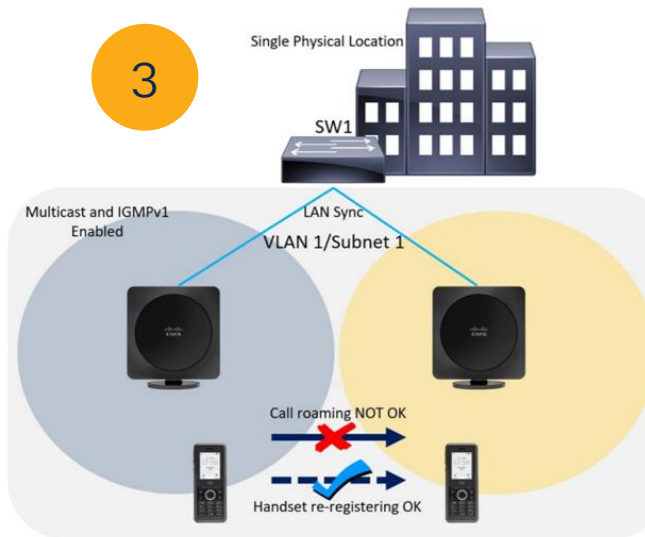 3
Single Physical Location
SW1
Multicast and IGMPv1
Enabled
LAN Sync
VLAN 1/Subnet 1
Call roaming NOT OK
Handset re-registering OK